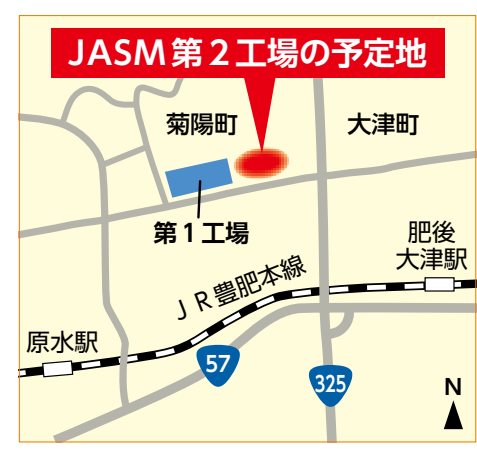 JASM第2工場の予定地
菊陽町
大津町
第1工場
肥後
大津駅
JR豊肥本線
原水駅
57
325
N